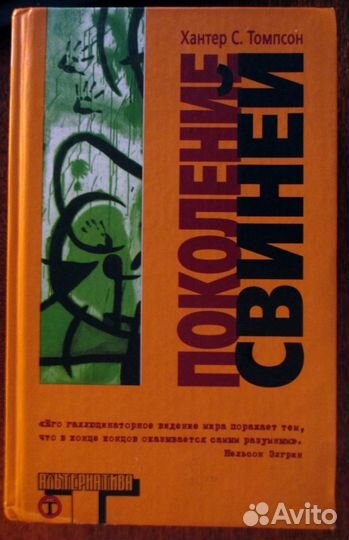 Хантер С. Томпсон
ПОКОЛЕНИЕ
СВИНЕЙ
«Его галлюцинаторное видение мира поражает тем,
что в конце концов оказывается самым разумным».
Нельсон Элгрен
АЛЬТЕРНАТИВА
Т
Avito